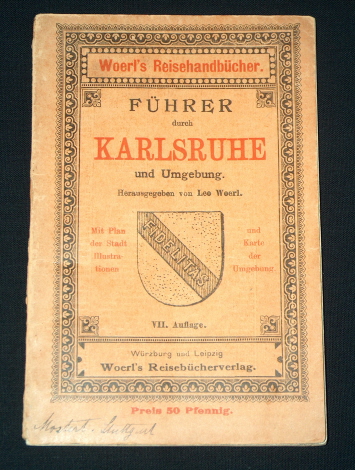 Woerl's Reisehandbücher.
FÜHRER
durch
KARLSRUHE
und Umgebung.
Herausgegeben von Leo Woerl.
Mit Plan
der Stadt
Illustra-
tionen
FIDELITAS
und
Karte
der
Umgebung
VII. Auflage.
Würzburg und Leipzig
Woerl's Reisebücherverlag.
Preis 50 Pfennig.
Stuttgart